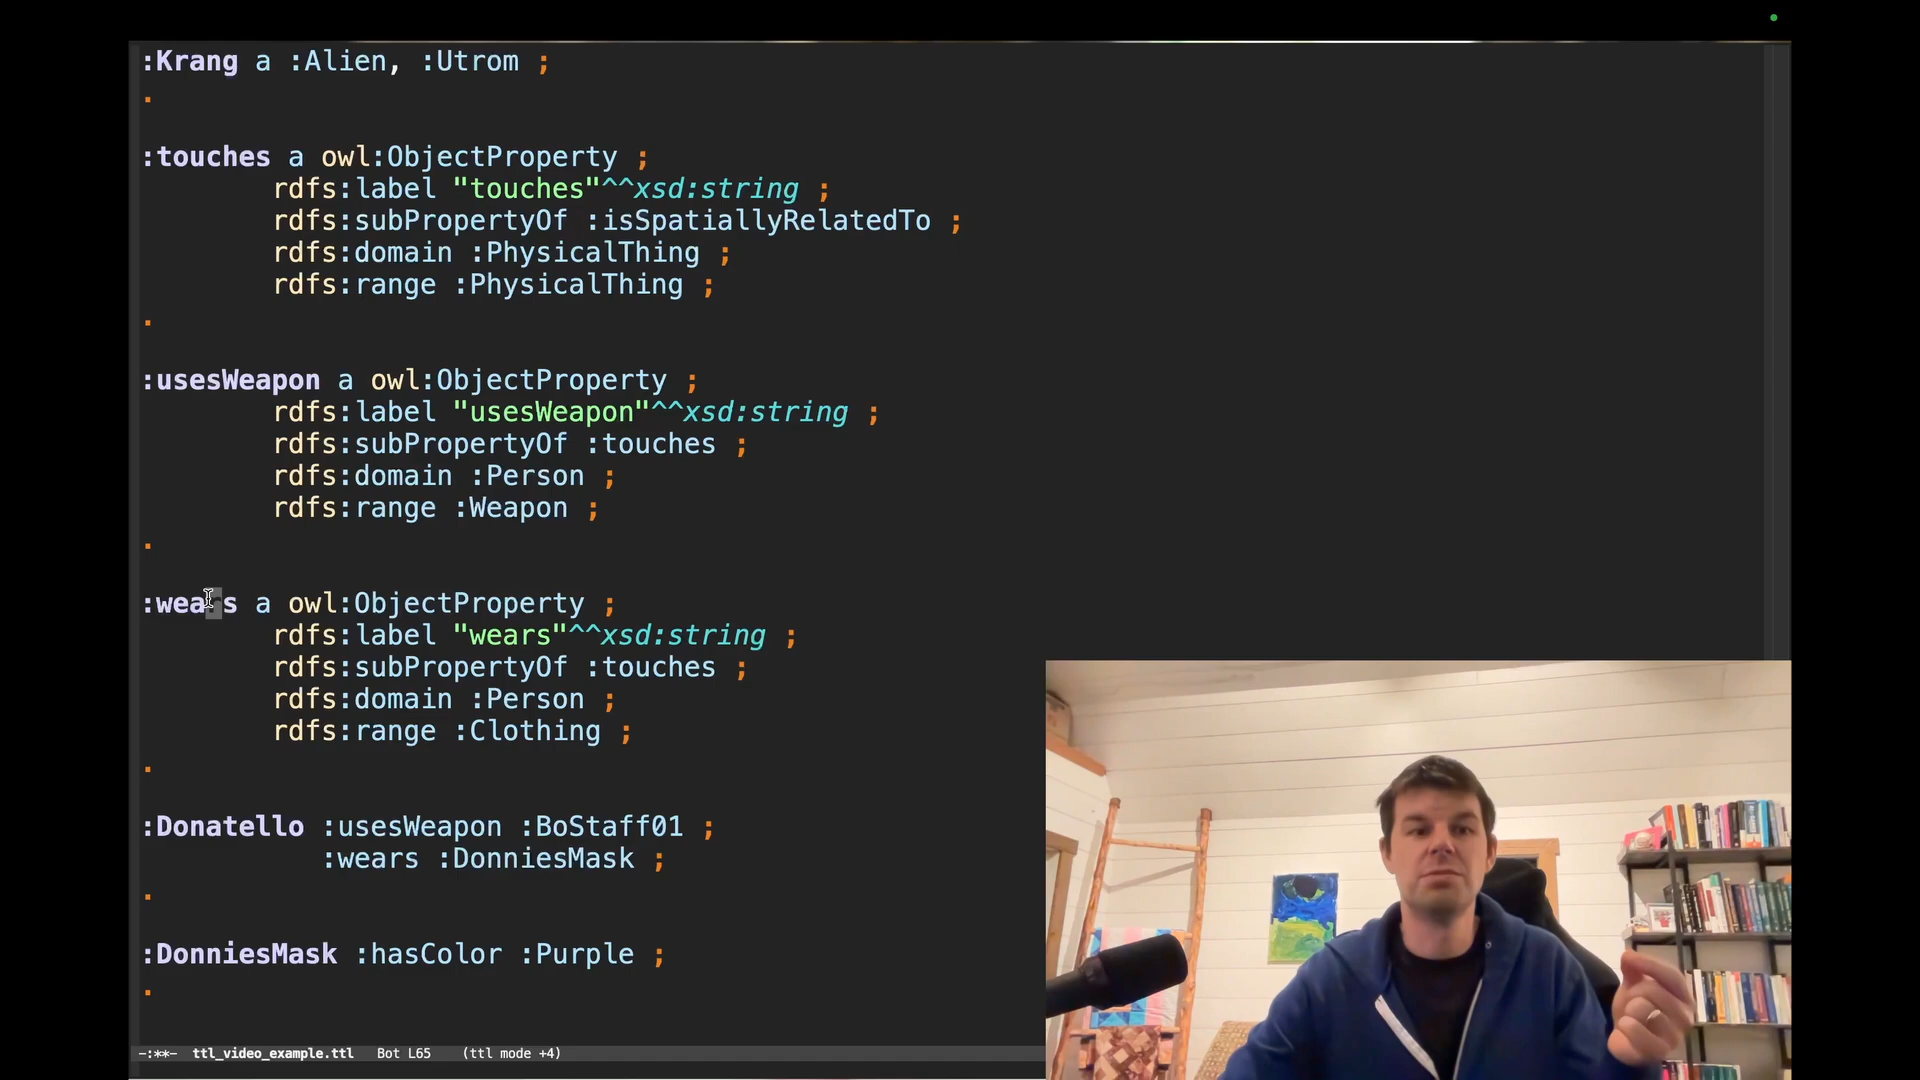 :Krang a :Alien, :Utrom ;
.
:touches a owl:ObjectProperty ;
rdfs:label "touches"^^xsd:string ;
rdfs:subPropertyOf :isSpatiallyRelatedTo ;
rdfs:domain :PhysicalThing ;
rdfs:range :PhysicalThing ;
.
:usesWeapon a owl:ObjectProperty ;
rdfs:label "usesWeapon"^^xsd:string ;
rdfs:subPropertyOf :touches ;
rdfs:domain :Person ;
rdfs:range :Weapon ;
.
:wears a owl:ObjectProperty ;
rdfs:label "wears"^^xsd:string ;
rdfs:subPropertyOf :touches ;
rdfs:domain :Person ;
rdfs:range :Clothing ;
.
:Donatello :usesWeapon :BoStaff01 ;
:wears :DonniesMask ;
.
:DonniesMask :hasColor :Purple ;
.
-:**- ttl_video_example.ttl Bot L65 (ttl mode +4)